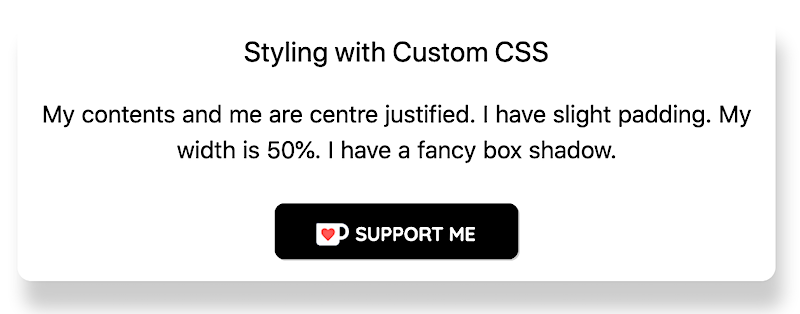 Styling with Custom CSS
My contents and me are centre justified. I have slight padding. My
width is 50%. I have a fancy box shadow.
SUPPORT ME